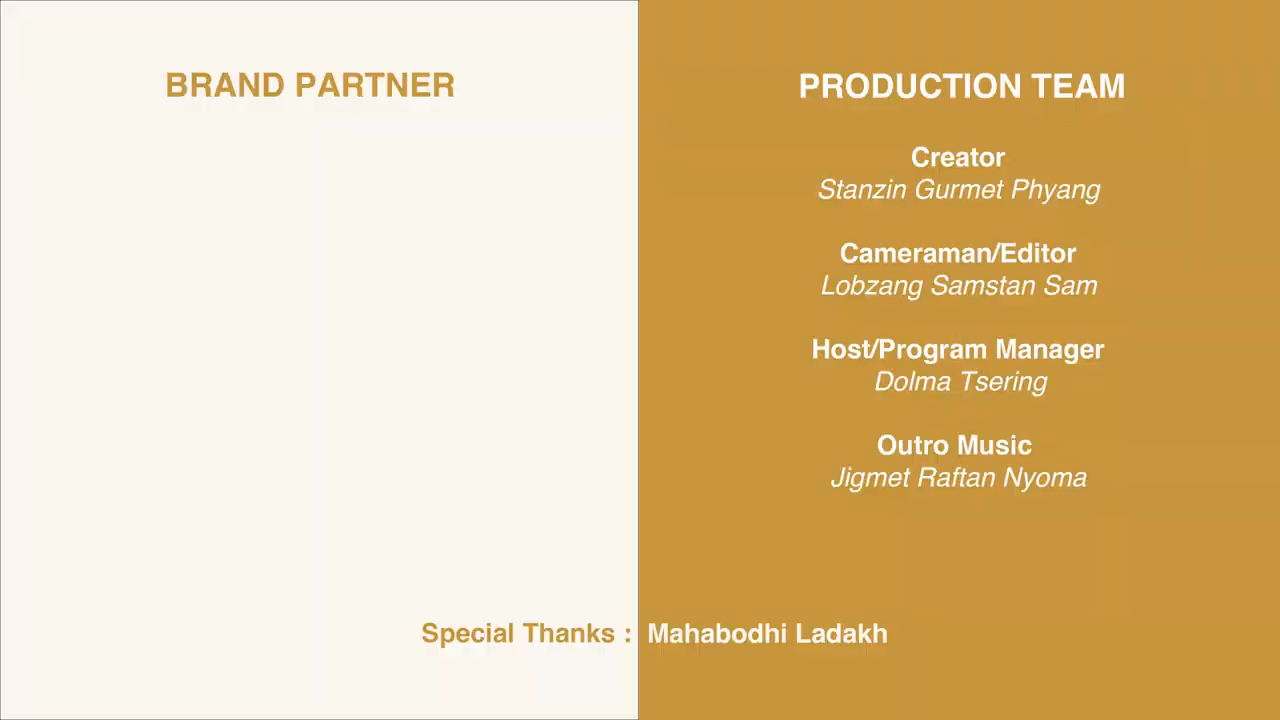 BRAND PARTNER
PRODUCTION TEAM
Creator
Stanzin Gurmet Phyang
Cameraman/Editor
Lobzang Samstan Sam
Host/Program Manager
Dolma Tsering
Outro Music
Jigmet Raftan Nyoma
Special Thanks : Mahabodhi Ladakh